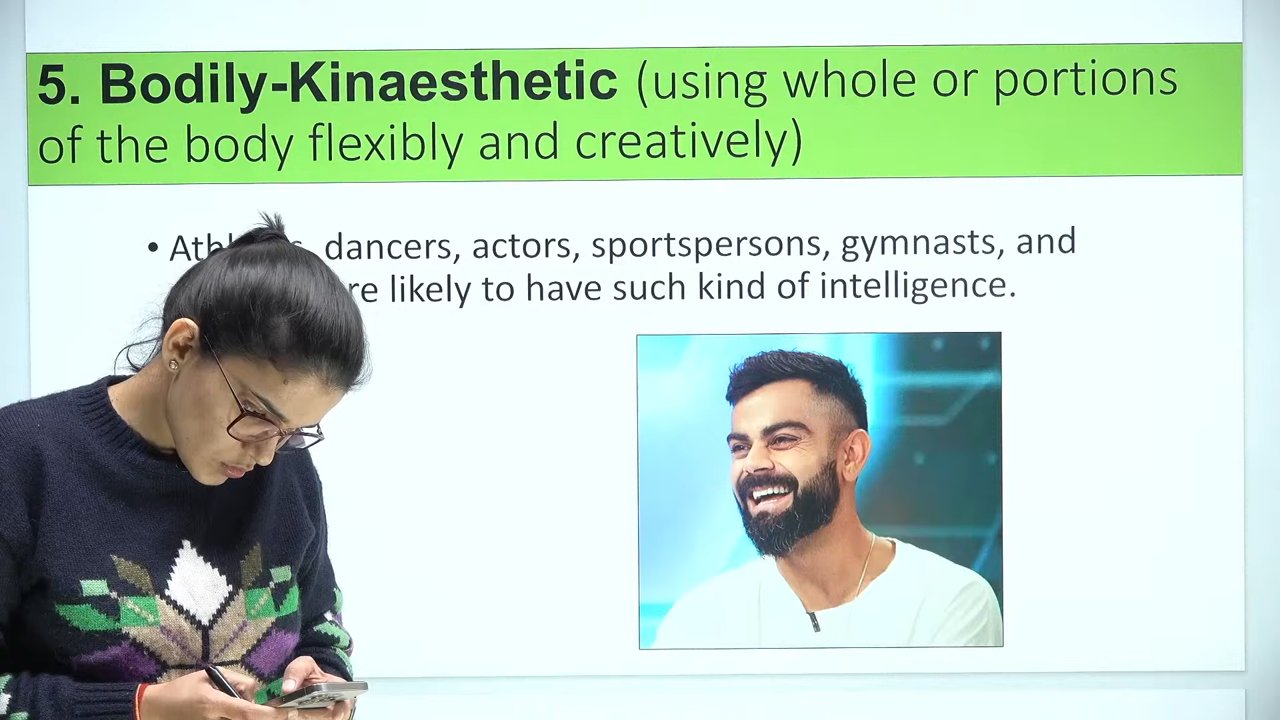 5. Bodily-Kinaesthetic (using whole or portions
of the body flexibly and creatively)
• dancers, actors, sportspersons, gymnasts, and
likely to have such kind of intelligence.